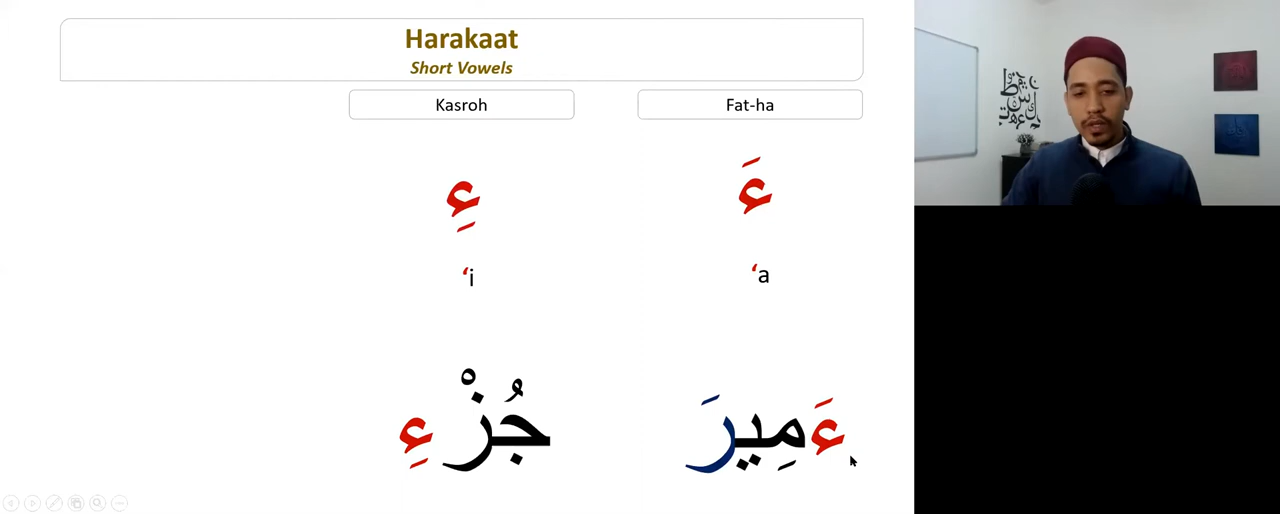 Harakaat
Short Vowels
Kasroh
Fat-ha
ءِ
ءَ
‘i
‘a
جُزْءِ
ءَمِيرَ